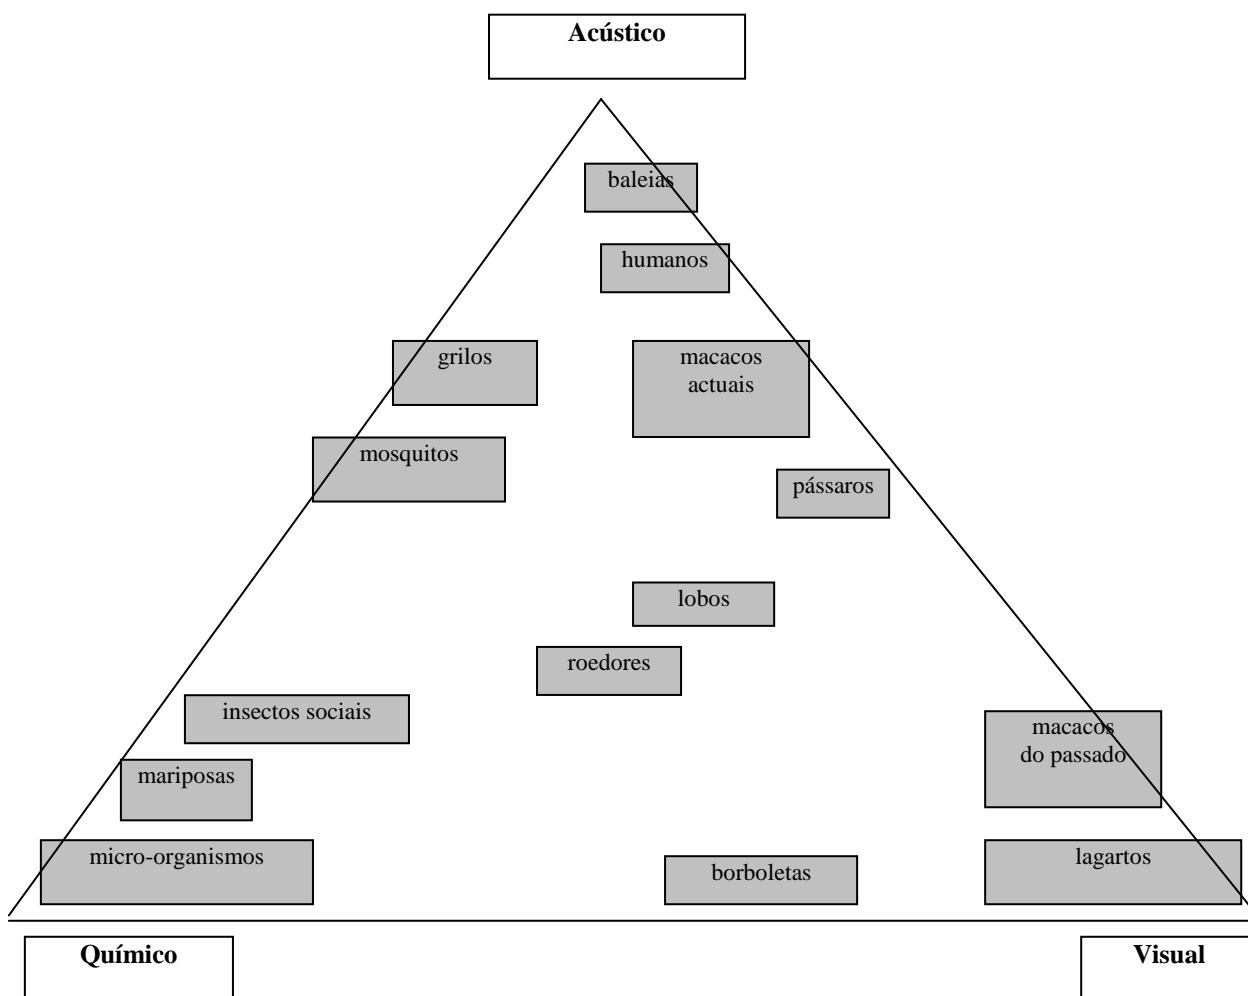 Acústico
baleias
humanos
grilos
macacos
actuais
mosquitos
pássaros
lobos
roedores
insectos sociais
macacos
do passado
mariposas
micro-organismos
borboletas
lagartos
Químico
Visual